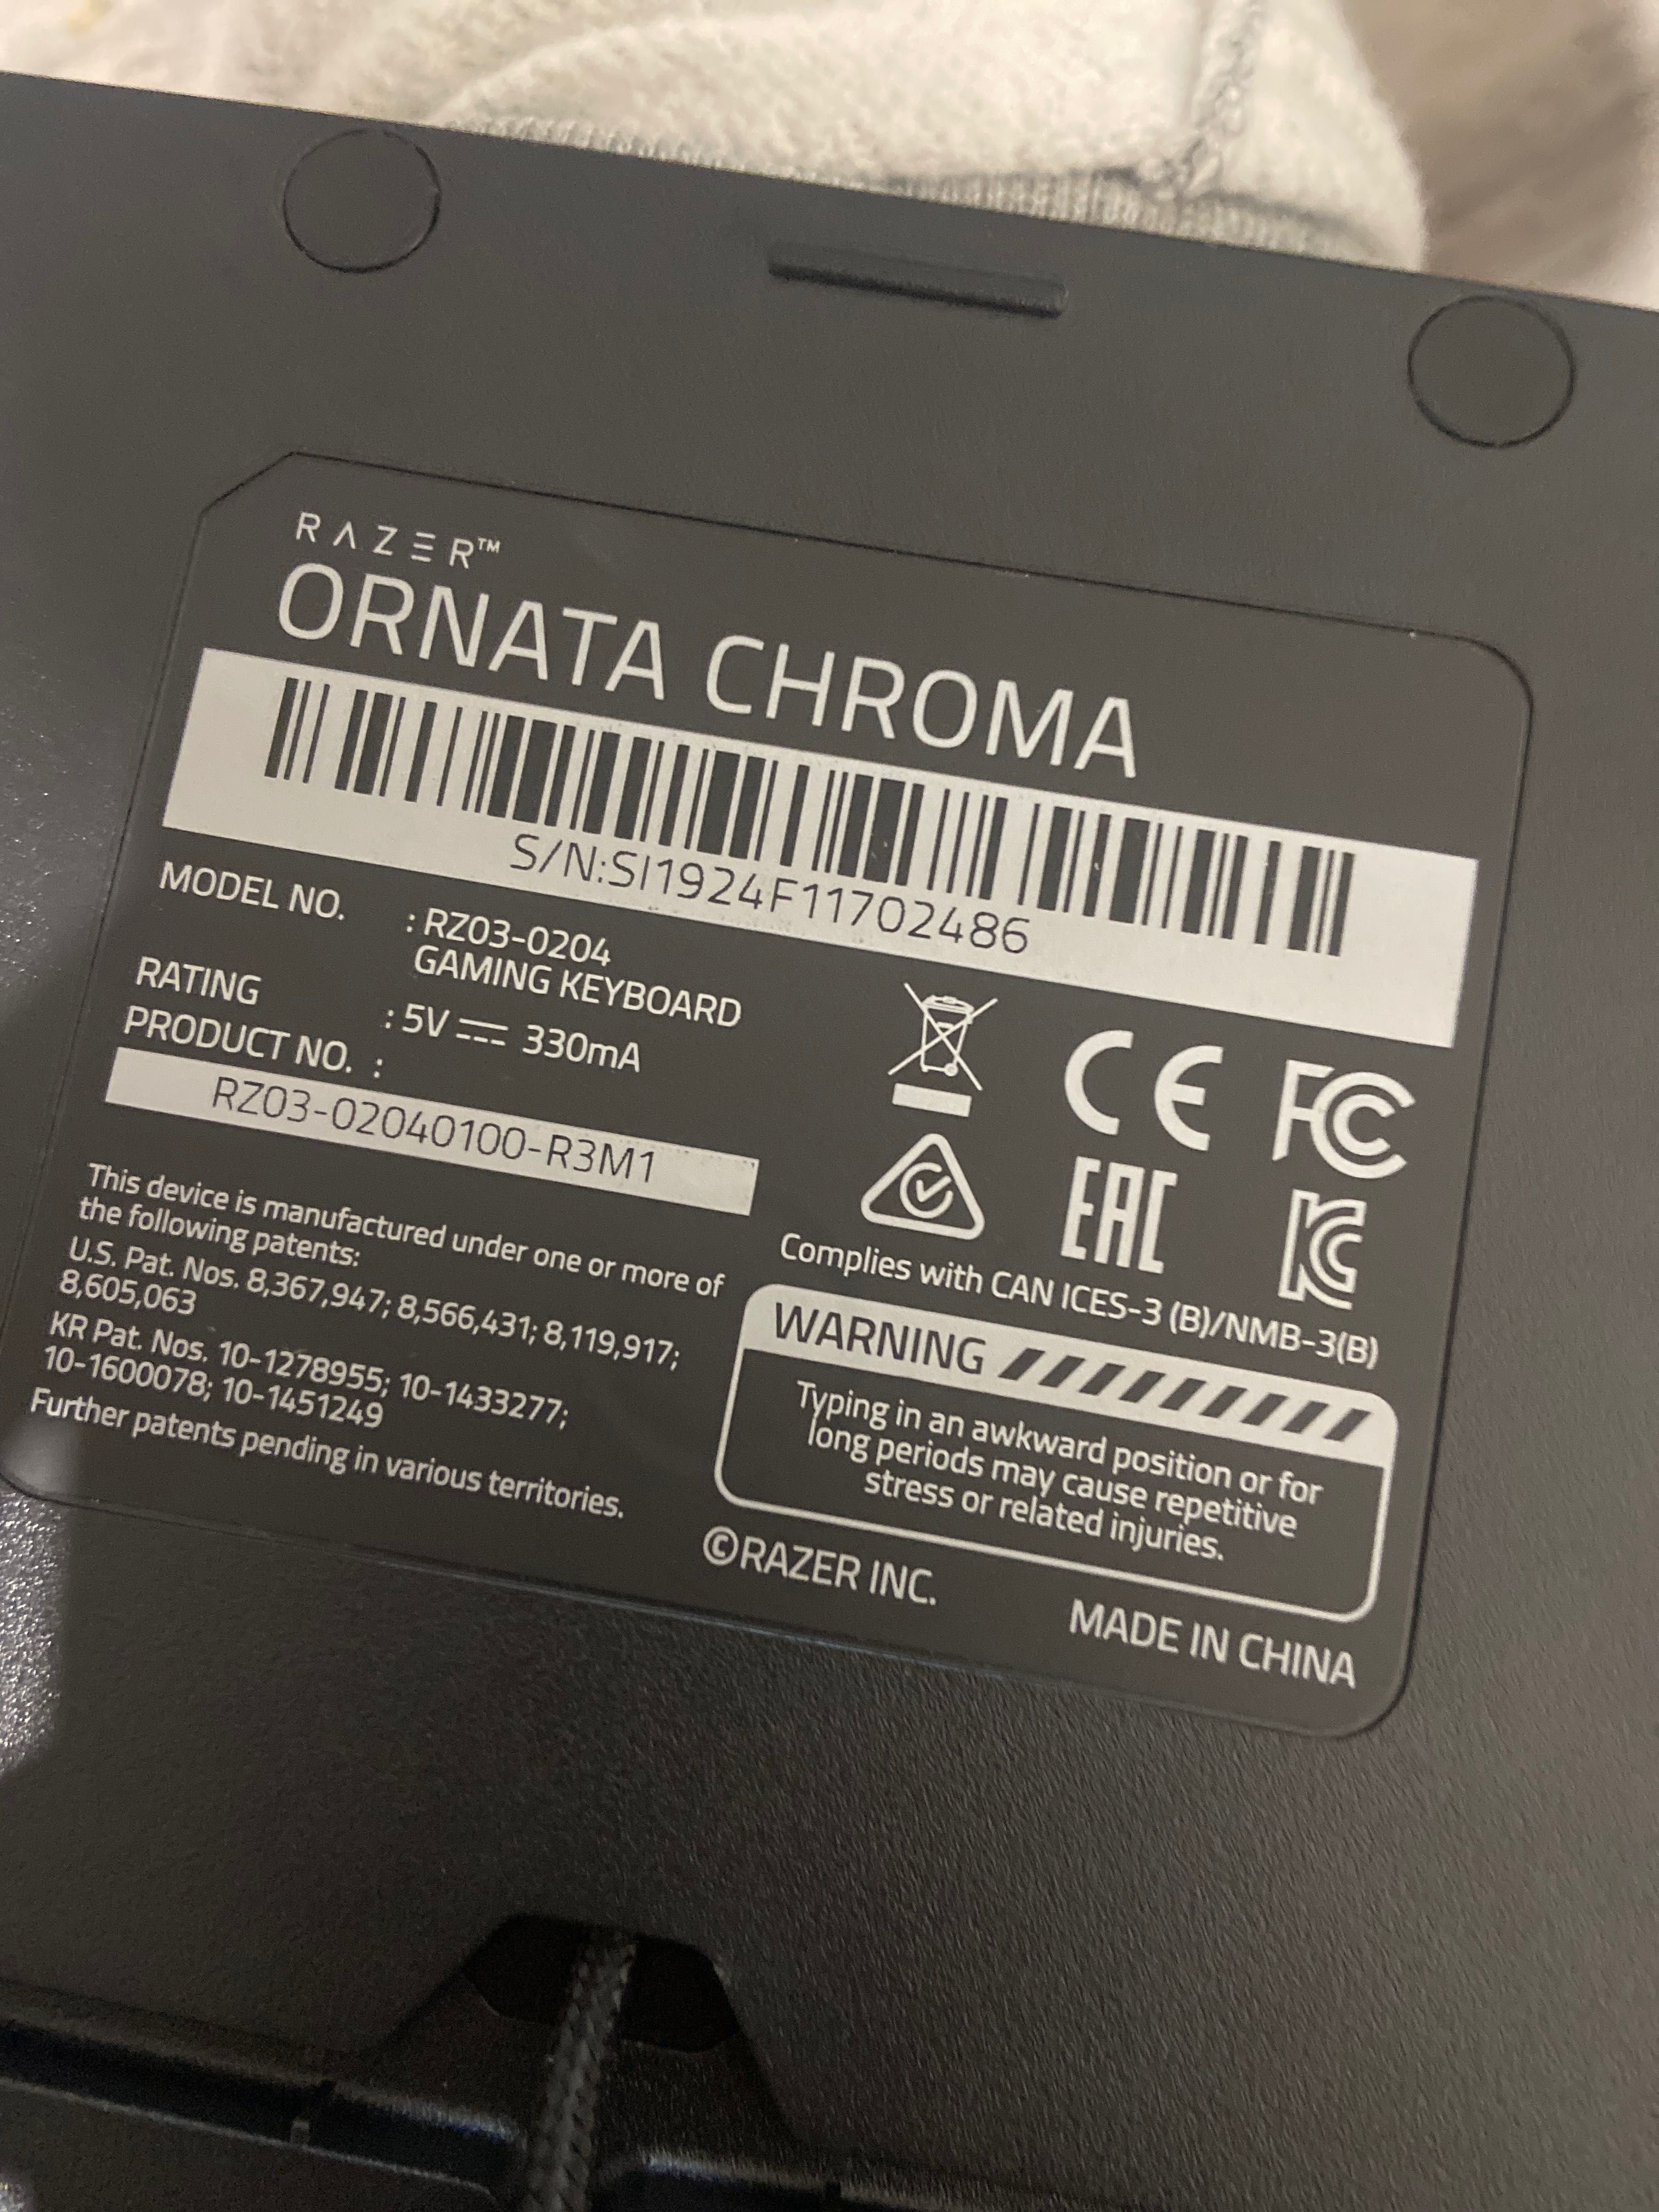 RAZER™
ORNATA CHROMA
S/N:SI1924F11702486
MODEL NO. : RZ03-0204
GAMING KEYBOARD
RATING : 5V ⎓ 330mA
PRODUCT NO. :
RZ03-02040100-R3M1
This device is manufactured under one or more of
the following patents:
U.S. Pat. Nos. 8,367,947; 8,566,431; 8,119,917;
8,605,063
KR Pat. Nos. 10-1278955; 10-1433277;
10-1600078; 10-1451249
Further patents pending in various territories.
CE FC
EAC KC
Complies with CAN ICES-3 (B)/NMB-3(B)
WARNING
Typing in an awkward position or for
long periods may cause repetitive
stress or related injuries.
©RAZER INC.
MADE IN CHINA